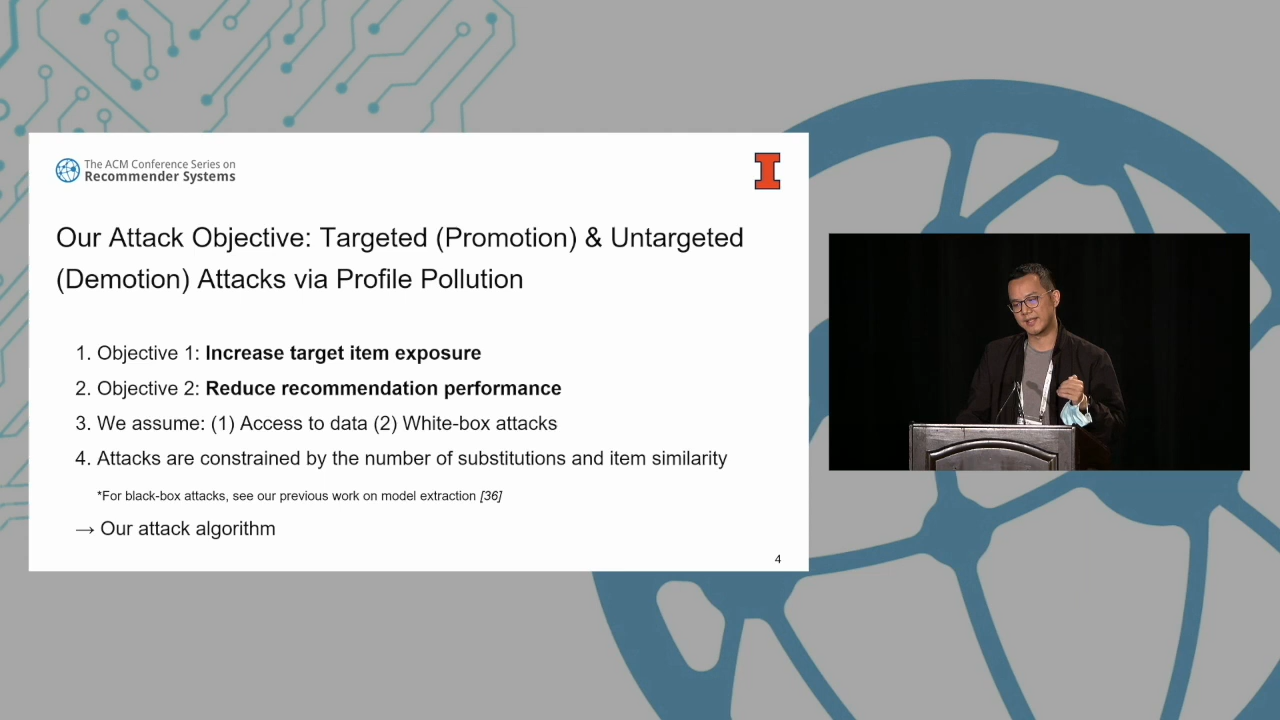 The ACM Conference Series on
Recommender Systems
Our Attack Objective: Targeted (Promotion) & Untargeted
(Demotion) Attacks via Profile Pollution
1. Objective 1: Increase target item exposure
2. Objective 2: Reduce recommendation performance
3. We assume: (1) Access to data (2) White-box attacks
4. Attacks are constrained by the number of substitutions and item similarity
*For black-box attacks, see our previous work on model extraction [36]
→ Our attack algorithm
4